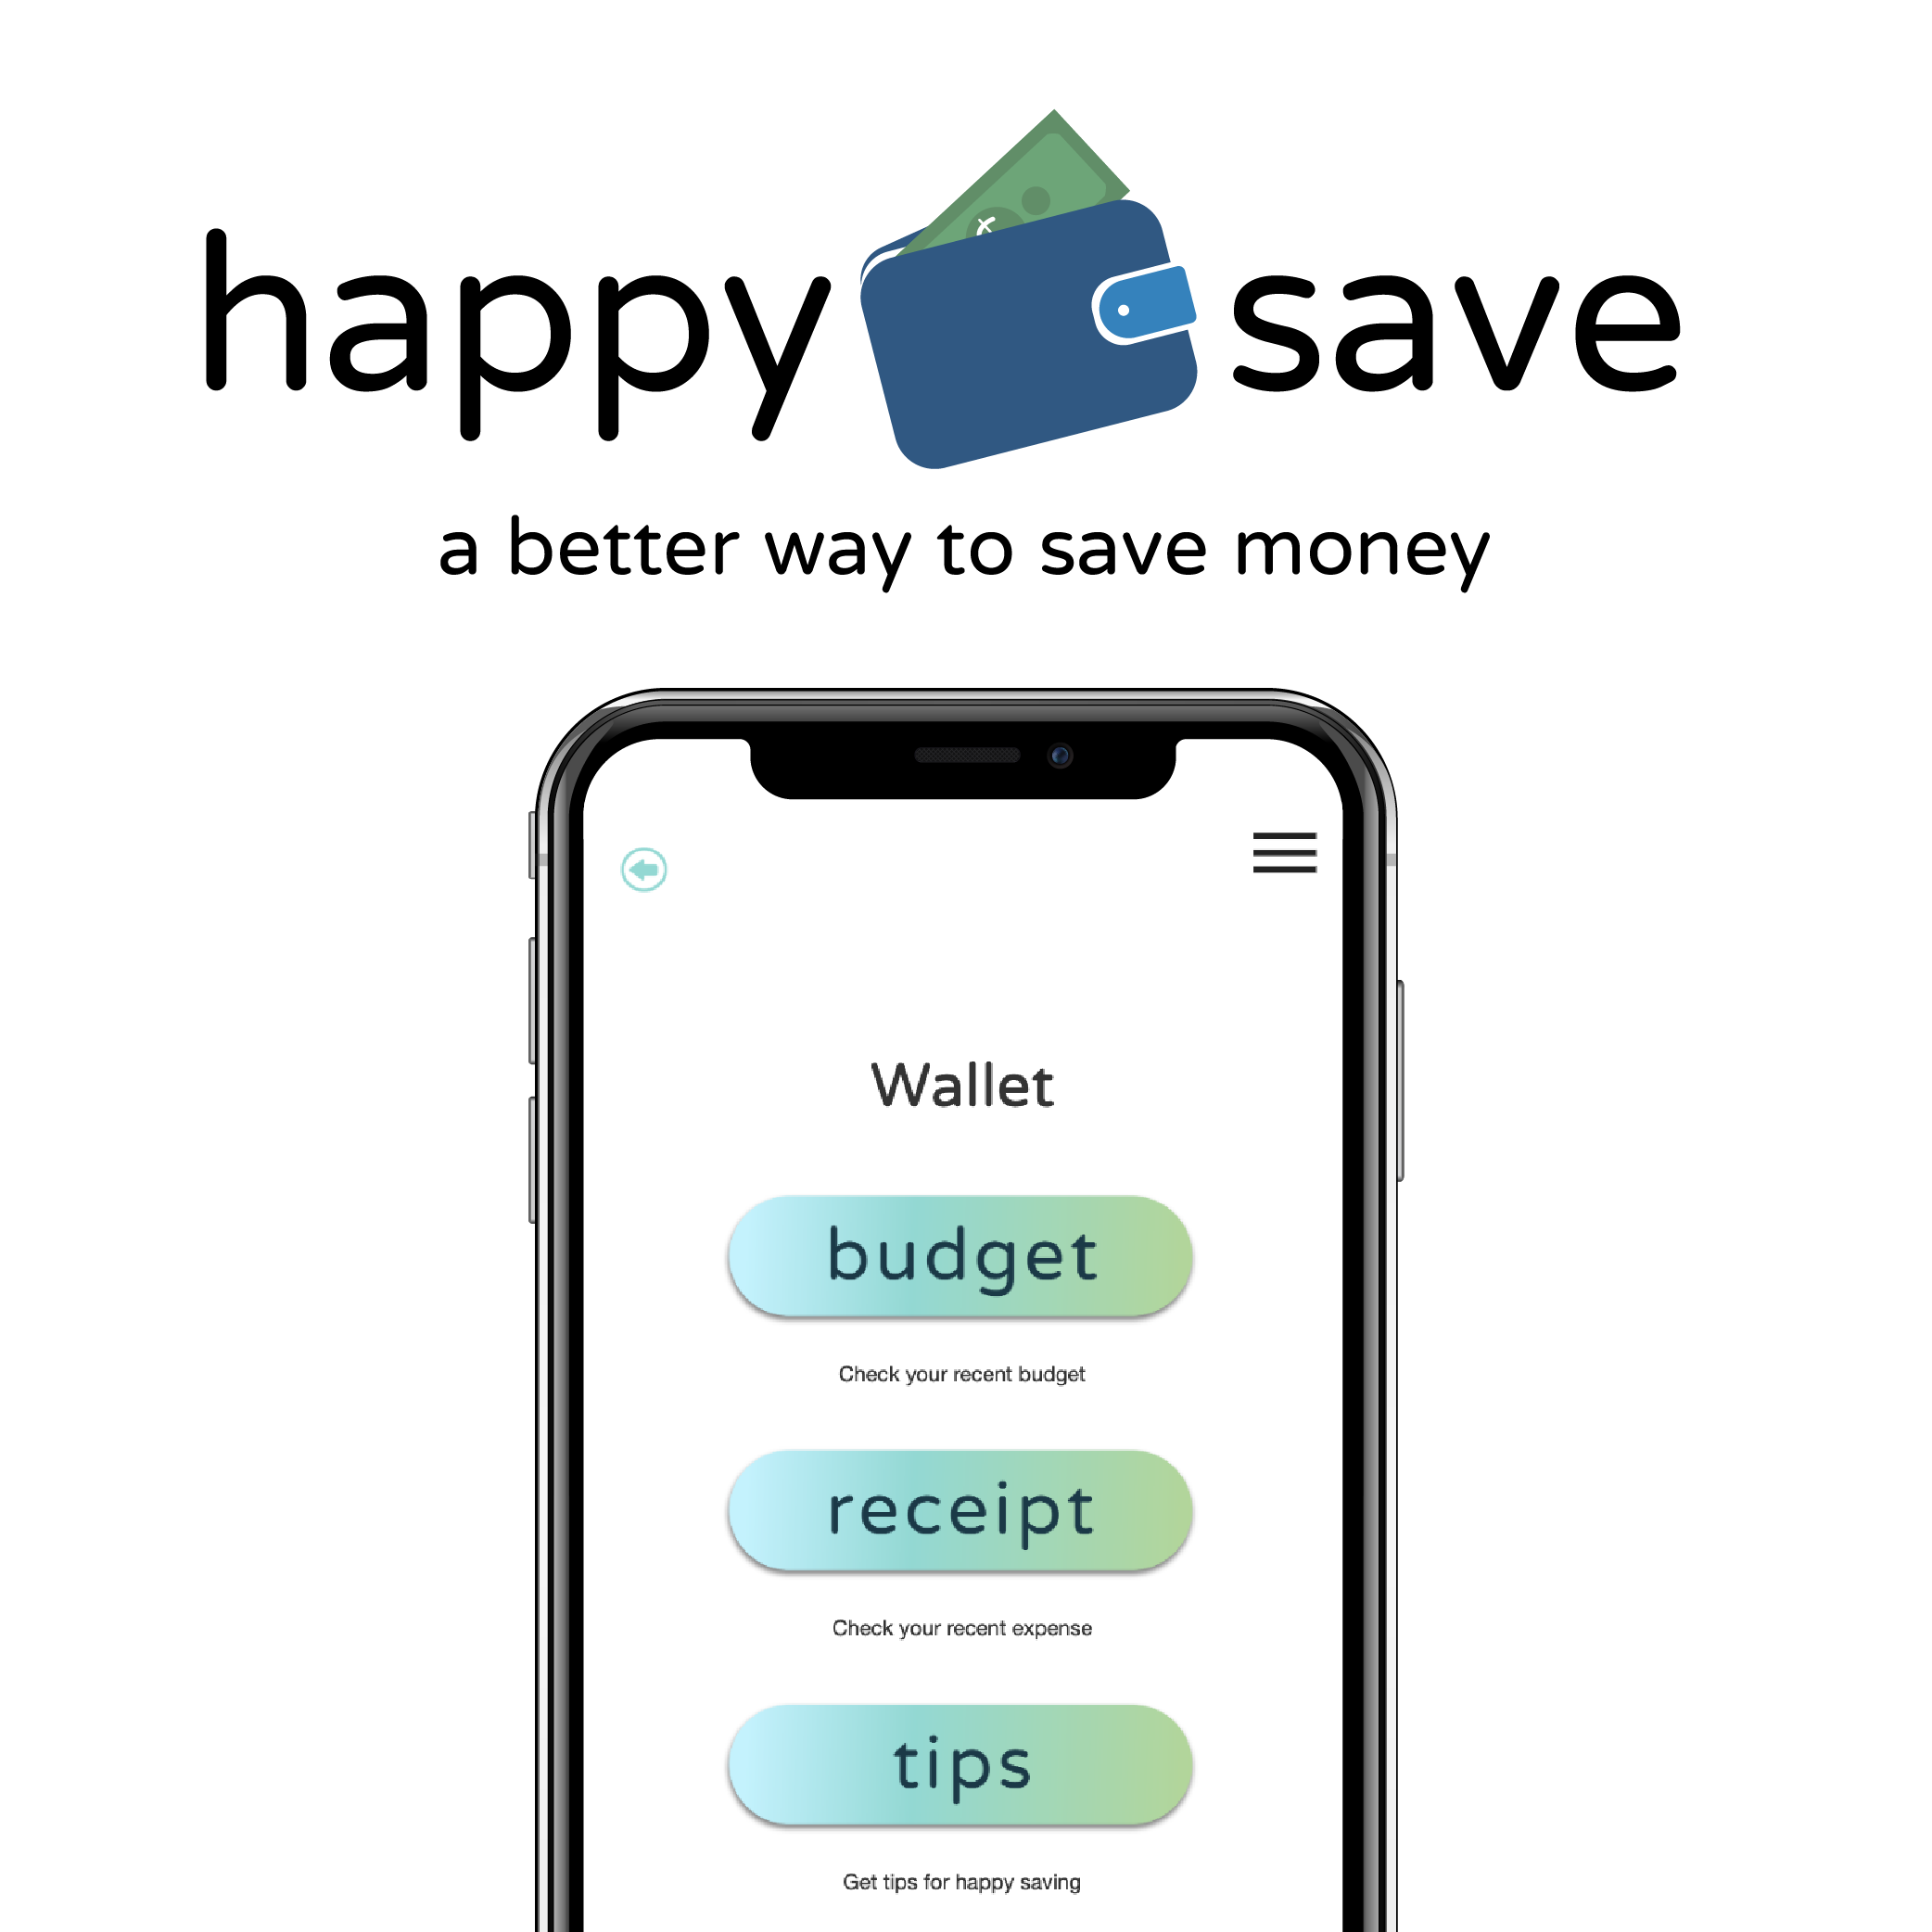 happy save
a better way to save money
Wallet
budget
Check your recent budget
receipt
Check your recent expense
tips
Get tips for happy saving